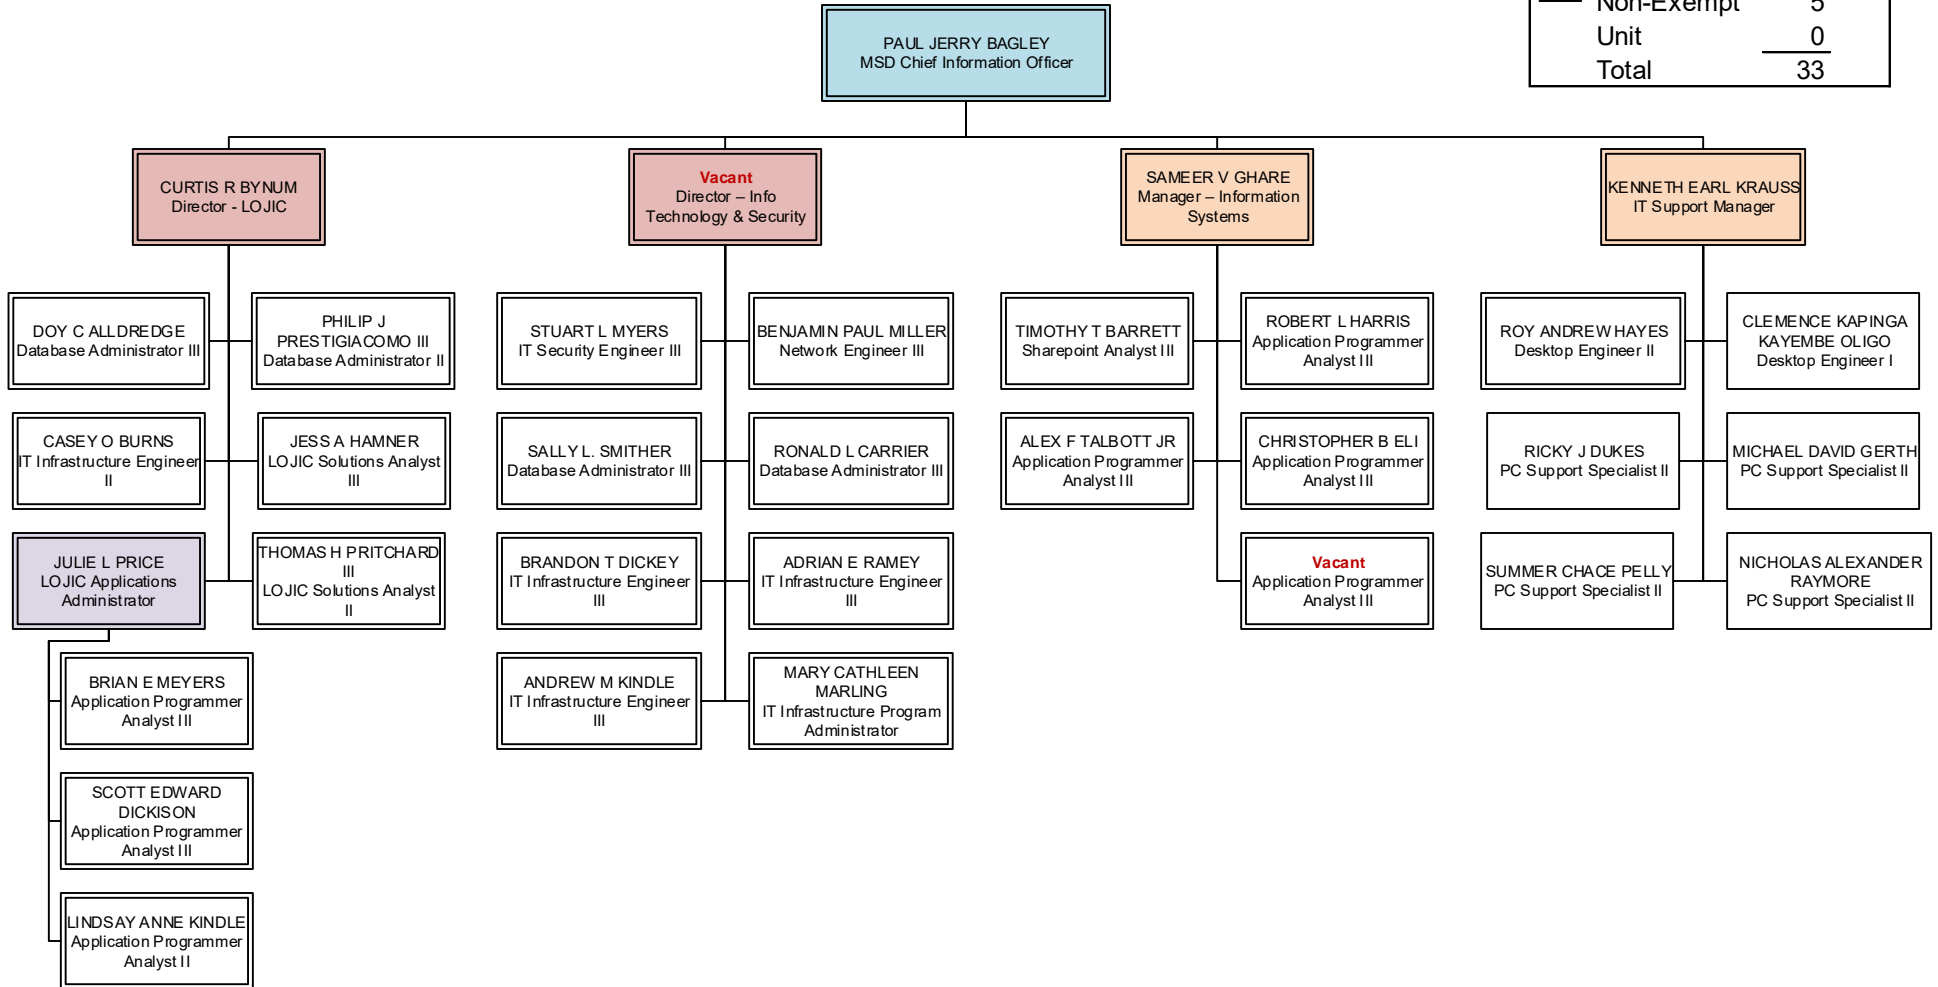 Non-Exempt 5
Unit 0
Total 33
PAUL JERRY BAGLEY
MSD Chief Information Officer
CURTIS R BYNUM
Director - LOJIC
Vacant
Director – Info
Technology & Security
SAMEER V GHARE
Manager – Information
Systems
KENNETH EARL KRAUSS
IT Support Manager
DOY C ALLDREDGE
Database Administrator III
PHILIP J
PRESTIGIACOMO III
Database Administrator II
STUART L MYERS
IT Security Engineer III
BENJAMIN PAUL MILLER
Network Engineer III
TIMOTHY T BARRETT
Sharepoint Analyst III
ROBERT L HARRIS
Application Programmer
Analyst III
ROY ANDREW HAYES
Desktop Engineer II
CLEMENCE KAPINGA
KAYEMBE OLIGO
Desktop Engineer I
CASEY O BURNS
IT Infrastructure Engineer
II
JESS A HAMNER
LOJIC Solutions Analyst
III
SALLY L. SMITHER
Database Administrator III
RONALD L CARRIER
Database Administrator III
ALEX F TALBOTT JR
Application Programmer
Analyst III
CHRISTOPHER B ELI
Application Programmer
Analyst III
RICKY J DUKES
PC Support Specialist II
MICHAEL DAVID GERTH
PC Support Specialist II
JULIE L PRICE
LOJIC Applications
Administrator
THOMAS H PRITCHARD
III
LOJIC Solutions Analyst
II
BRANDON T DICKEY
IT Infrastructure Engineer
III
ADRIAN E RAMEY
IT Infrastructure Engineer
III
Vacant
Application Programmer
Analyst III
SUMMER CHACE PELLY
PC Support Specialist II
NICHOLAS ALEXANDER
RAYMORE
PC Support Specialist II
BRIAN E MEYERS
Application Programmer
Analyst III
ANDREW M KINDLE
IT Infrastructure Engineer
III
MARY CATHLEEN
MARLING
IT Infrastructure Program
Administrator
SCOTT EDWARD
DICKISON
Application Programmer
Analyst III
LINDSAY ANNE KINDLE
Application Programmer
Analyst II